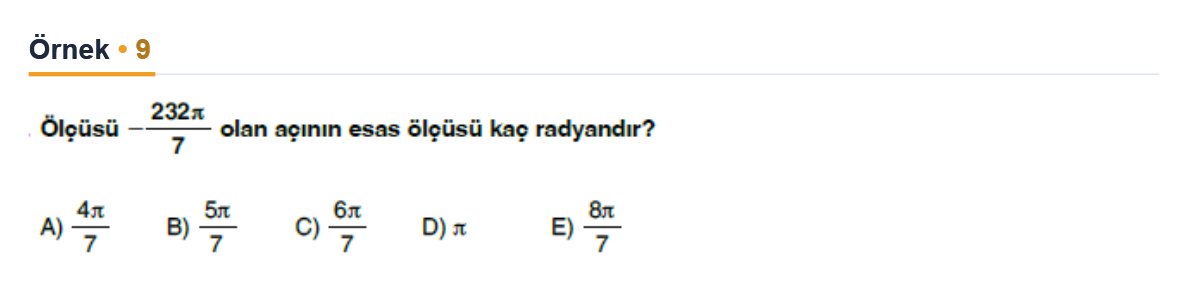 Örnek • 9
Ölçüsü −232π/7 olan açının esas ölçüsü kaç radyandır?
A) 4π/7 B) 5π/7 C) 6π/7 D) π E) 8π/7